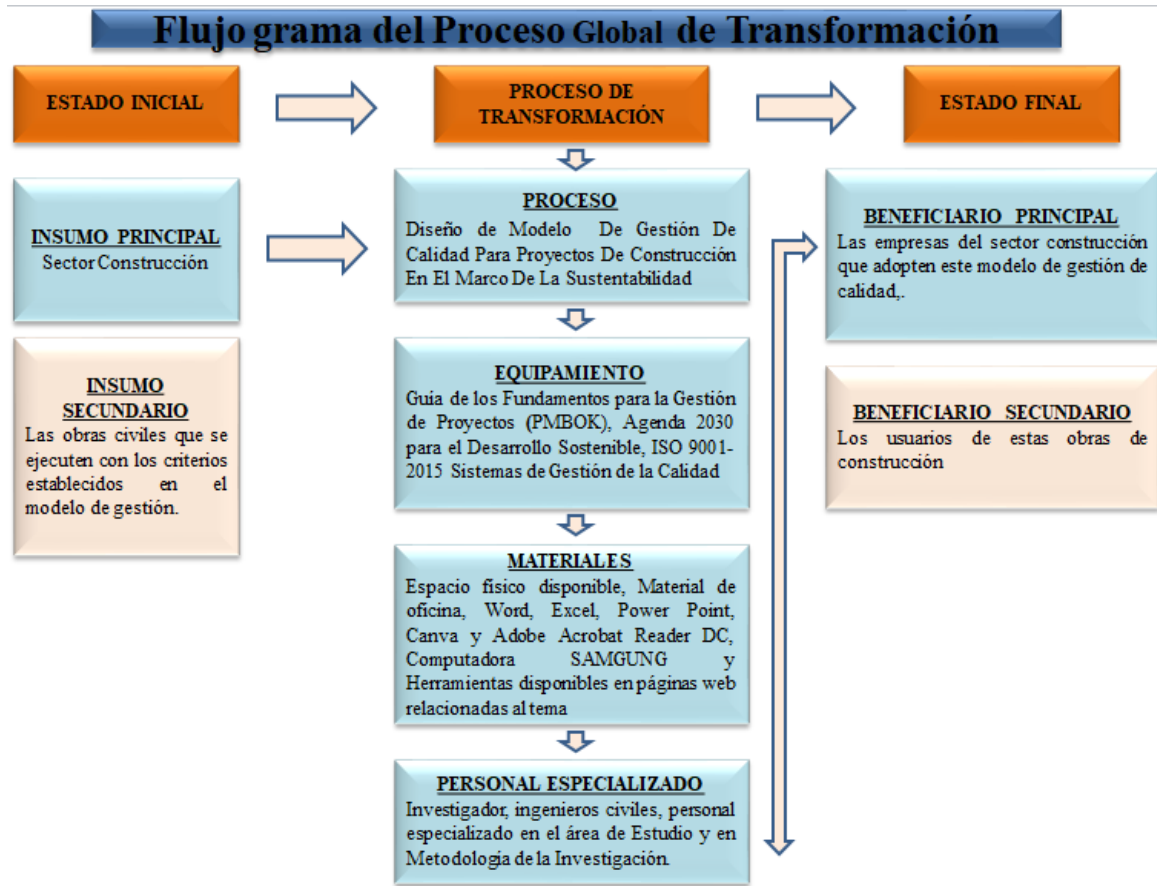 Flujo grama del Proceso Global de Transformación
ESTADO INICIAL
PROCESO DE
TRANSFORMACIÓN
ESTADO FINAL
INSUMO PRINCIPAL
Sector Construcción
INSUMO
SECUNDARIO
Las obras civiles que se
ejecuten con los criterios
establecidos en el
modelo de gestión.
PROCESO
Diseño de Modelo De Gestión De
Calidad Para Proyectos De Construcción
En El Marco De La Sustentabilidad
EQUIPAMIENTO
Guía de los Fundamentos para la Gestión
de Proyectos (PMBOK), Agenda 2030
para el Desarrollo Sostenible, ISO 9001-
2015 Sistemas de Gestión de la Calidad
MATERIALES
Espacio físico disponible, Material de
oficina, Word, Excel, Power Point,
Canva y Adobe Acrobat Reader DC,
Computadora SAMGUNG y
Herramientas disponibles en páginas web
relacionadas al tema
PERSONAL ESPECIALIZADO
Investigador, ingenieros civiles, personal
especializado en el área de Estudio y en
Metodología de la Investigación.
BENEFICIARIO PRINCIPAL
Las empresas del sector construcción
que adopten este modelo de gestión de
calidad,.
BENEFICIARIO SECUNDARIO
Los usuarios de estas obras de
construcción